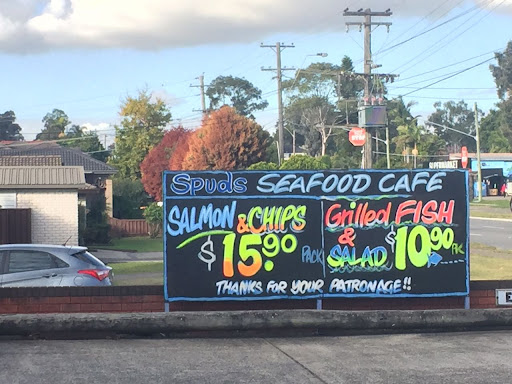 Spuds SEAFOOD CAFE
SALMON & CHIPS
$15.90 PACK
Grilled FISH
&
SALAD $10.90 PK
THANKS FOR YOUR PATRONAGE!!